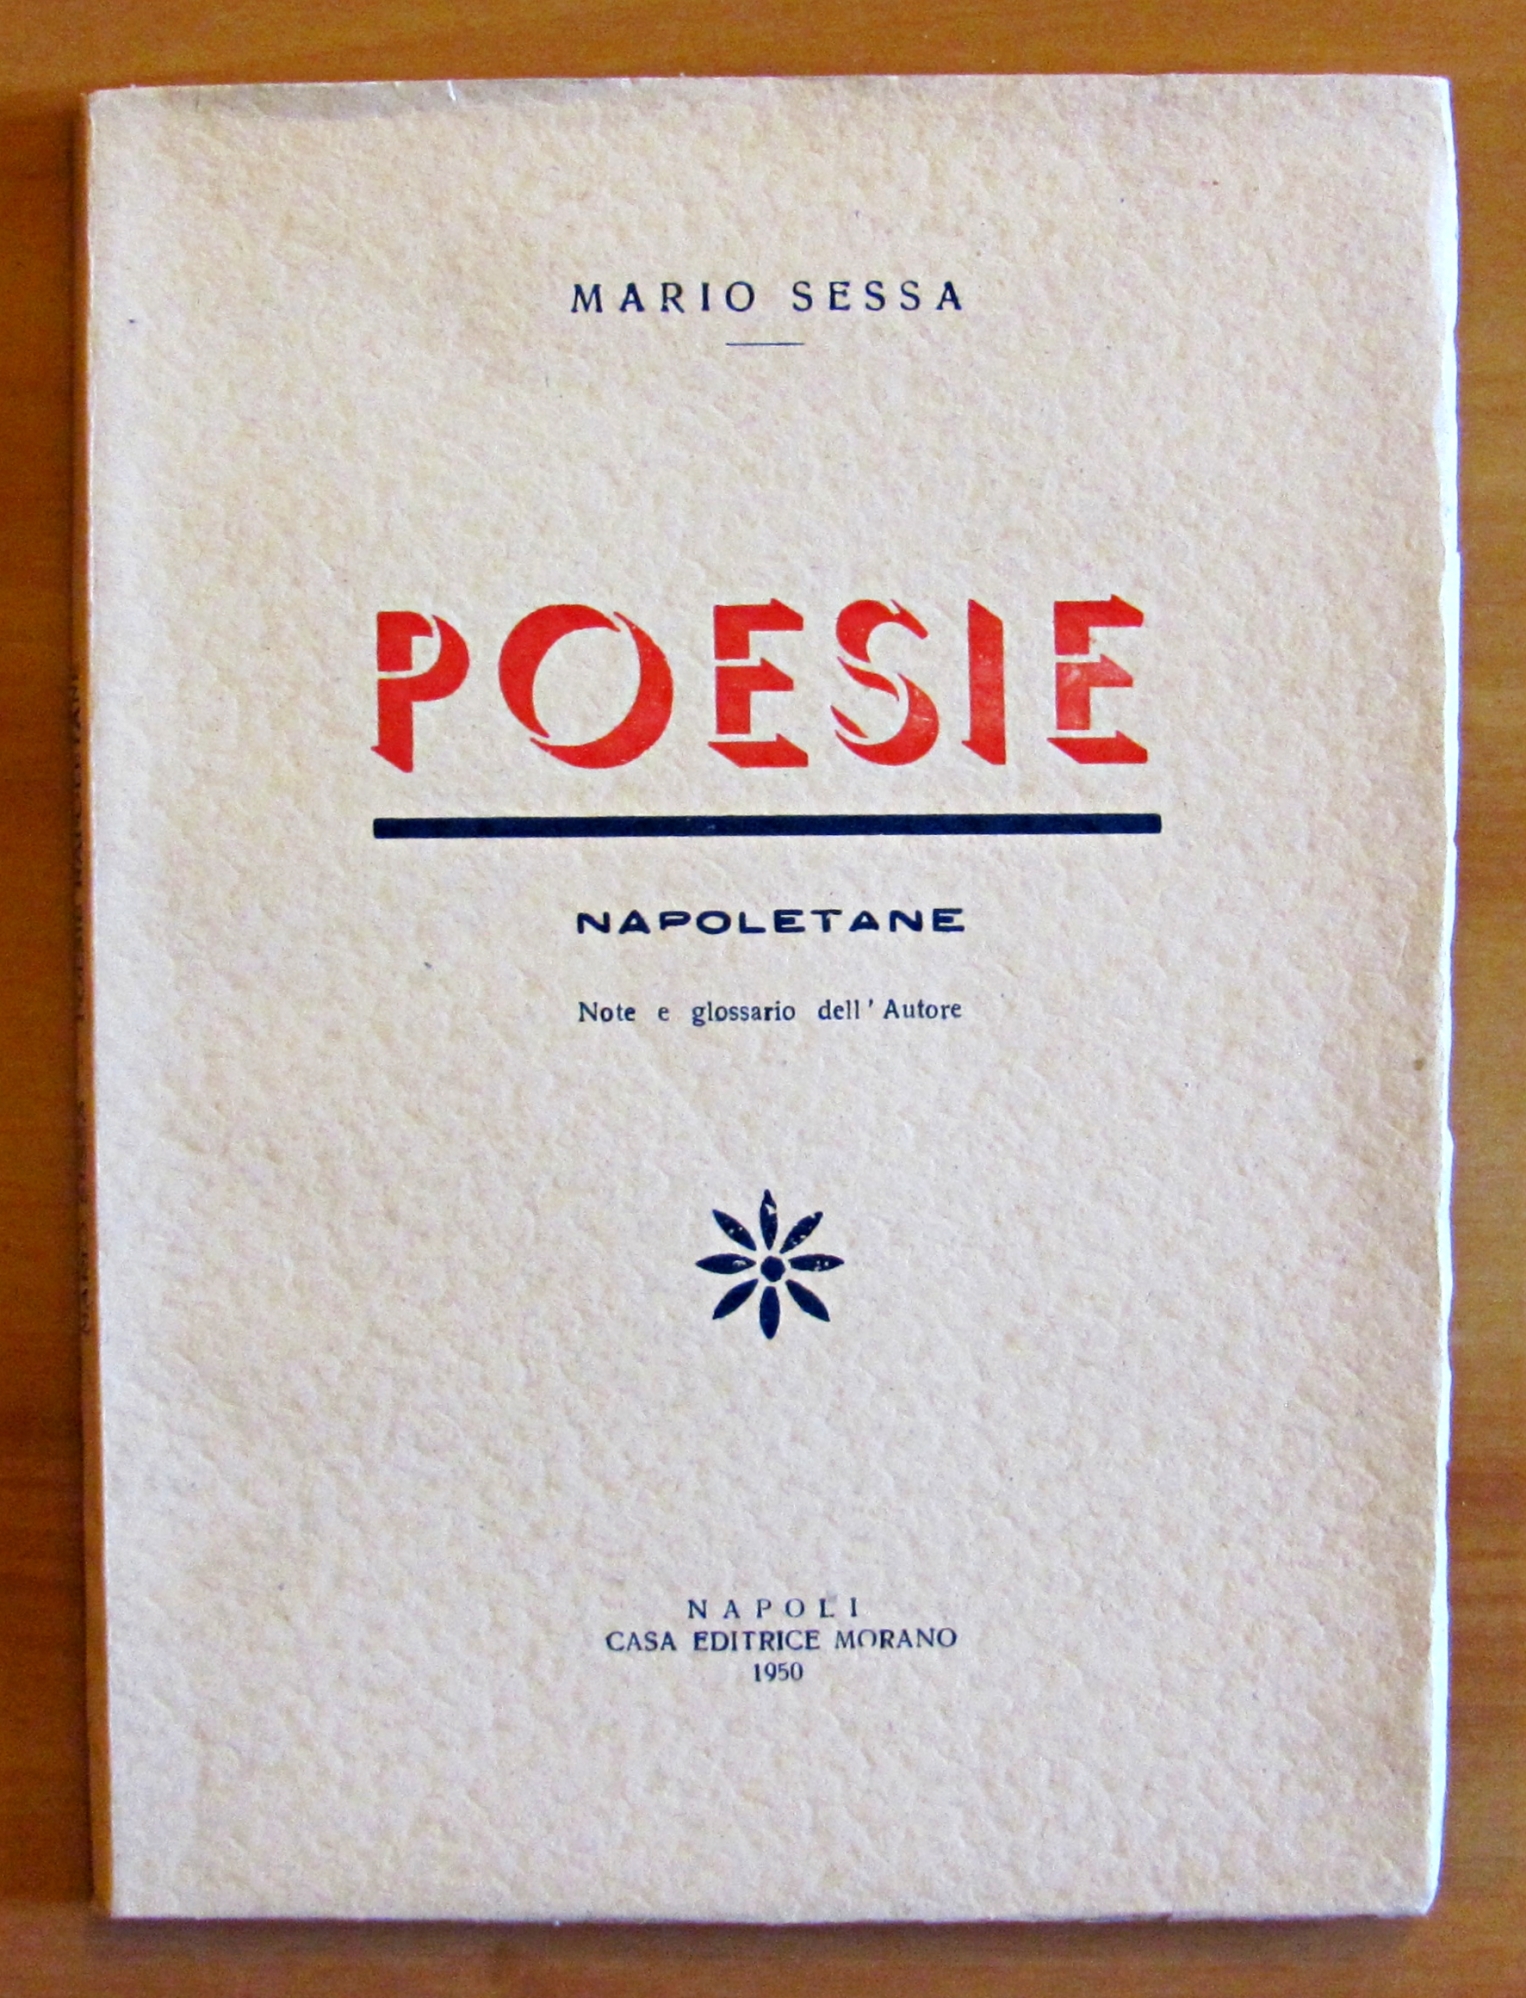 MARIO SESSA
POESIE
NAPOLETANE
Note e glossario dell' Autore
NAPOLI
CASA EDITRICE MORANO
1950